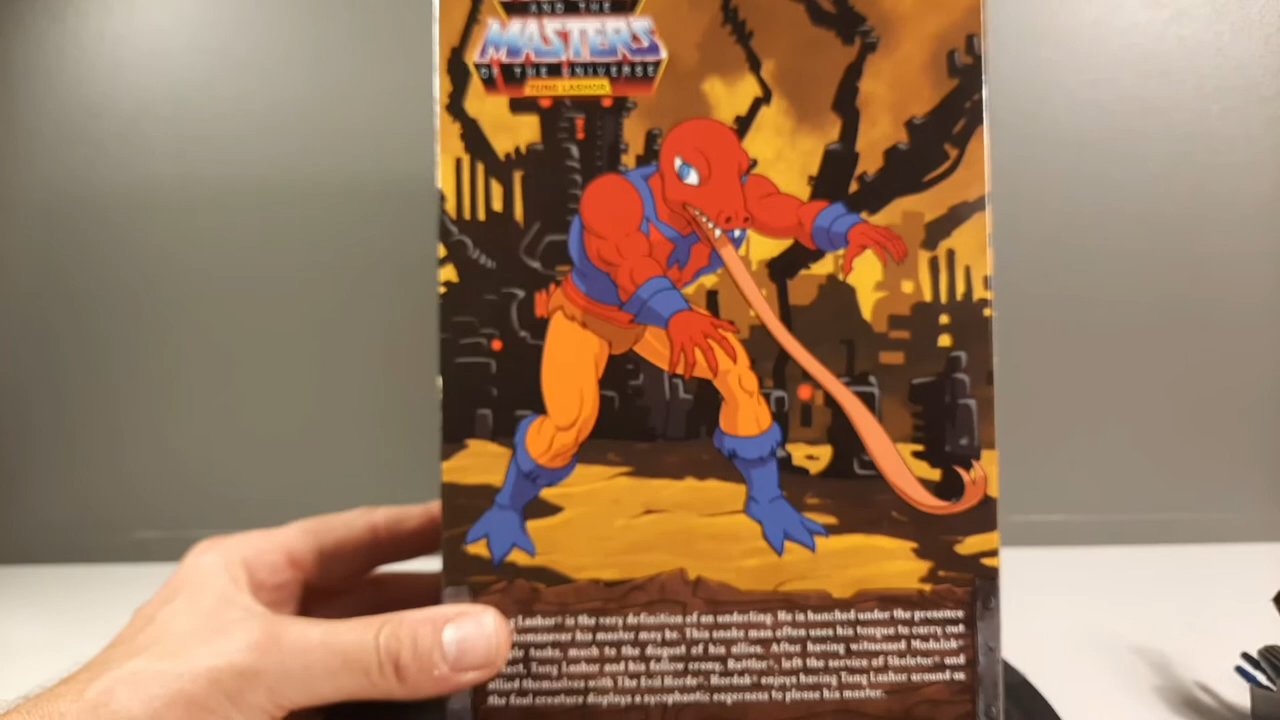 AND THE
MASTERS
OF THE UNIVERSE
TUNG LASHOR
Lashor® is the very definition of an underling. He is hunched under the presence
whomsoever his master may be. This snake man often uses his tongue to carry out
tasks, much to the disgust of his allies. After having witnessed Modulok®
Tung Lashor and his fellow crony, Rattlor®, left the service of Skeletor® and
allied themselves with The Evil Horde®. Hordak® enjoys having Tung Lashor around as
the foul creature displays a sycophantic eagerness to please his master.